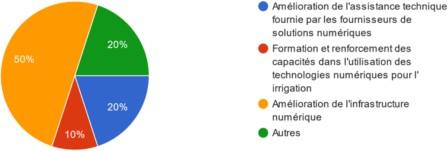 50%
20%
20%
10%
Amélioration de l'assistance technique
fournie par les fournisseurs de
solutions numériques
Formation et renforcement des
capacités dans l'utilisation des
technologies numériques pour l'
irrigation
Amélioration de l'infrastructure
numérique
Autres